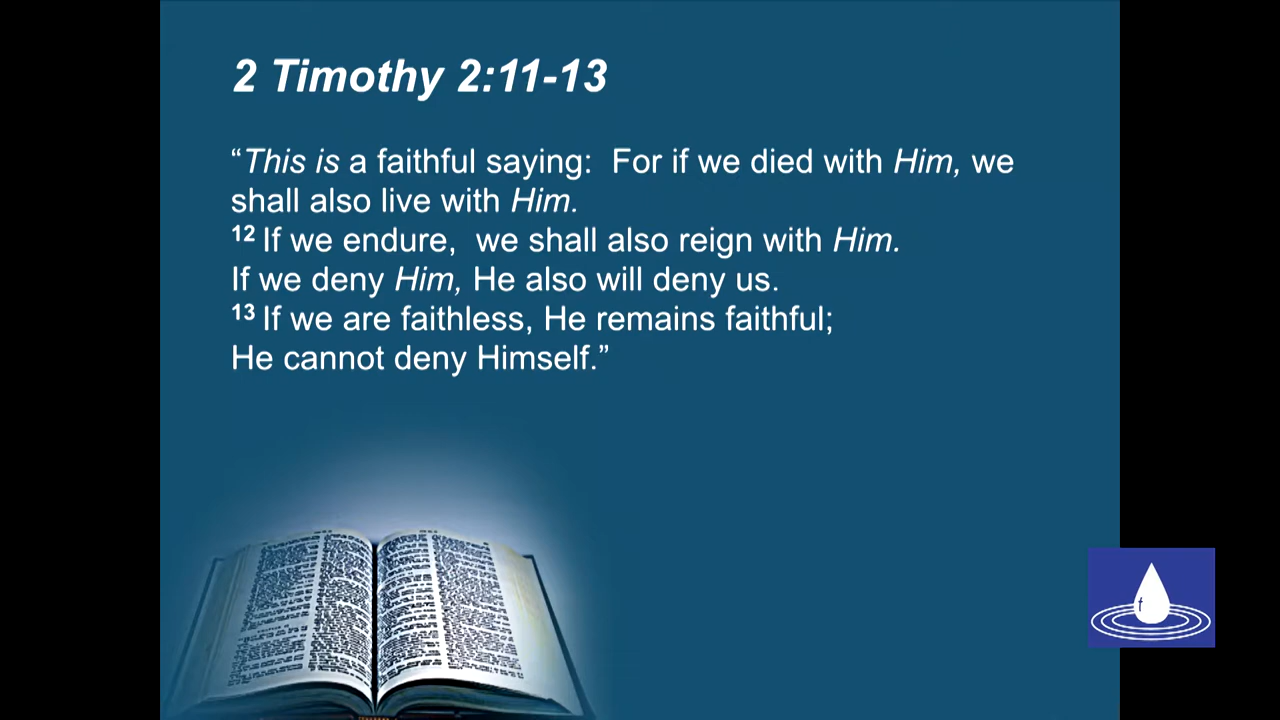 2 Timothy 2:11-13
“This is a faithful saying:  For if we died with Him, we
shall also live with Him.
12 If we endure,  we shall also reign with Him.
If we deny Him, He also will deny us.
13 If we are faithless, He remains faithful;
He cannot deny Himself.”
t